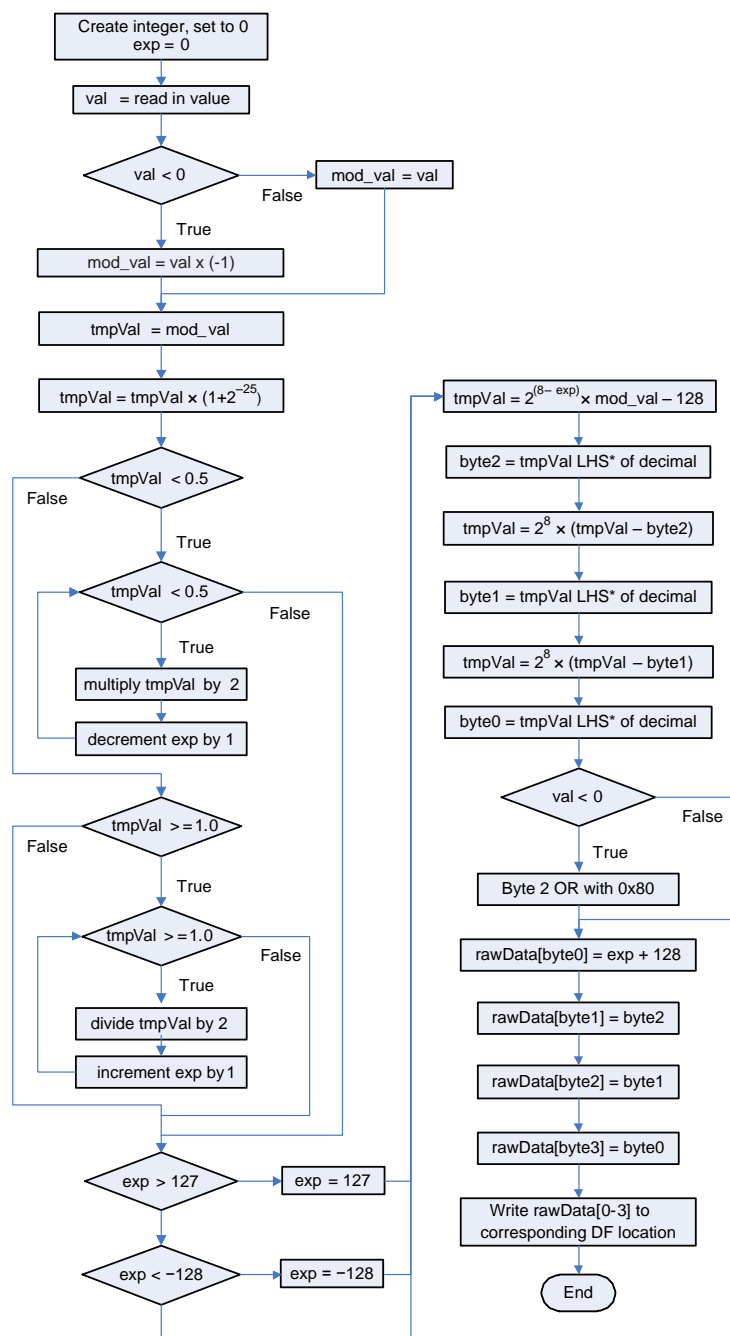 Create integer, set to 0
exp = 0
val = read in value
val < 0
False
mod_val = val
True
mod_val = val x (-1)
tmpVal = mod_val
tmpVal = tmpVal × (1+2^–25)
tmpVal < 0.5
False
True
tmpVal < 0.5
False
True
multiply tmpVal by 2
decrement exp by 1
tmpVal >=1.0
False
True
tmpVal >=1.0
False
True
divide tmpVal by 2
increment exp by 1
exp > 127
exp = 127
exp < −128
exp = −128
tmpVal = 2^(8– exp) × mod_val – 128
byte2 = tmpVal LHS* of decimal
tmpVal = 2^8 × (tmpVal – byte2)
byte1 = tmpVal LHS* of decimal
tmpVal = 2^8 × (tmpVal – byte1)
byte0 = tmpVal LHS* of decimal
val < 0
False
True
Byte 2 OR with 0x80
rawData[byte0] = exp + 128
rawData[byte1] = byte2
rawData[byte2] = byte1
rawData[byte3] = byte0
Write rawData[0-3] to
corresponding DF location
End